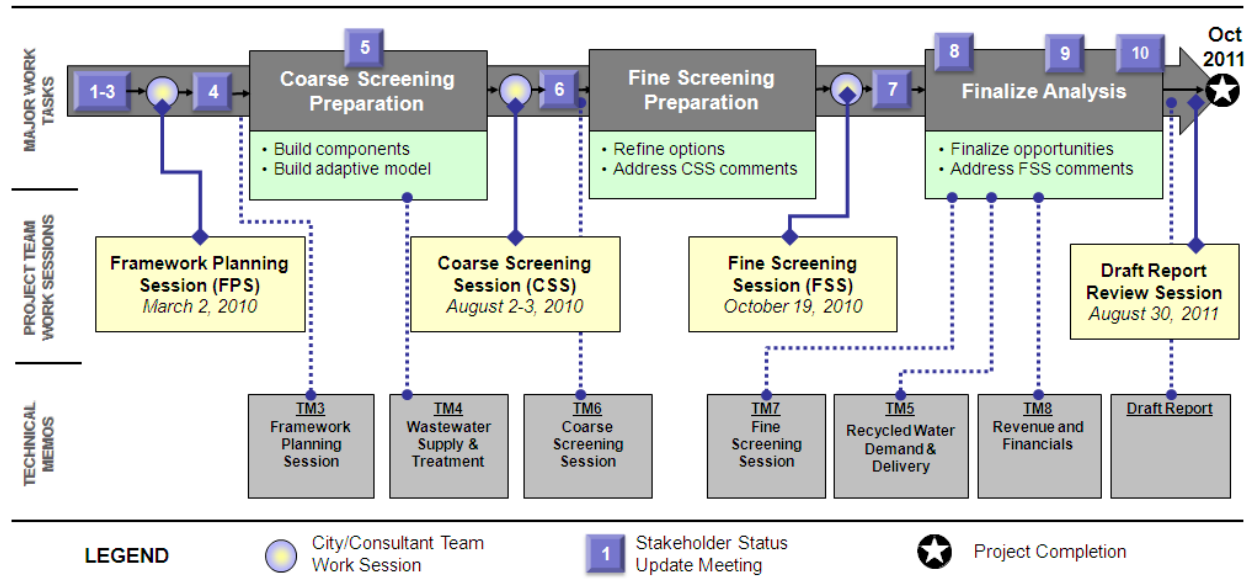 MAJOR WORK
TASKS
1-3
4
5
Coarse Screening
Preparation
• Build components
• Build adaptive model
6
Fine Screening
Preparation
• Refine options
• Address CSS comments
7
8
9
10
Finalize Analysis
• Finalize opportunities
• Address FSS comments
Oct
2011
PROJECT TEAM
WORK SESSIONS
Framework Planning
Session (FPS)
March 2, 2010
Coarse Screening
Session (CSS)
August 2-3, 2010
Fine Screening
Session (FSS)
October 19, 2010
Draft Report
Review Session
August 30, 2011
TECHNICAL
MEMOS
TM3
Framework
Planning
Session
TM4
Wastewater
Supply &
Treatment
TM6
Coarse
Screening
Session
TM7
Fine
Screening
Session
TM5
Recycled Water
Demand &
Delivery
TM8
Revenue and
Financials
Draft Report
LEGEND
City/Consultant Team
Work Session
1
Stakeholder Status
Update Meeting
Project Completion